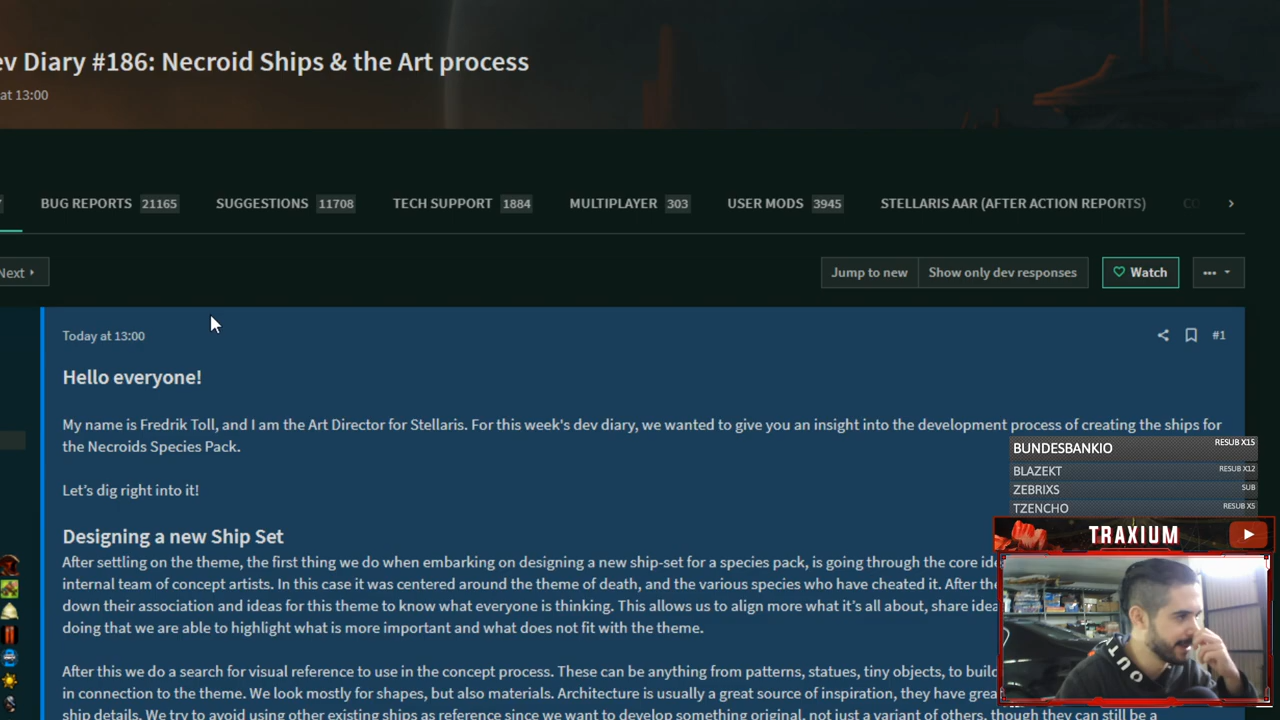 ev Diary #186: Necroid Ships & the Art process
at 13:00
BUG REPORTS 21165 SUGGESTIONS 11708 TECH SUPPORT 1884 MULTIPLAYER 303 USER MODS 3945 STELLARIS AAR (AFTER ACTION REPORTS) CO
Next Jump to new Show only dev responses Watch
Today at 13:00 #1
Hello everyone!
My name is Fredrik Toll, and I am the Art Director for Stellaris. For this week's dev diary, we wanted to give you an insight into the development process of creating the ships for
the Necroids Species Pack.
Let's dig right into it!
Designing a new Ship Set
After settling on the theme, the first thing we do when embarking on designing a new ship-set for a species pack, is going through the core ide
internal team of concept artists. In this case it was centered around the theme of death, and the various species who have cheated it. After the
down their association and ideas for this theme to know what everyone is thinking. This allows us to align more what it's all about, share idea
doing that we are able to highlight what is more important and what does not fit with the theme.
After this we do a search for visual reference to use in the concept process. These can be anything from patterns, statues, tiny objects, to build
in connection to the theme. We look mostly for shapes, but also materials. Architecture is usually a great source of inspiration, they have grea
ship details. We try to avoid using other existing ships as reference since we want to develop something original, not just a variant of others, though they can still be a
BUNDESBANKIO RESUB X15
BLAZEKT RESUB X12
ZEBRIXS SUB
TZENCHO RESUB X5
TRAXIUM